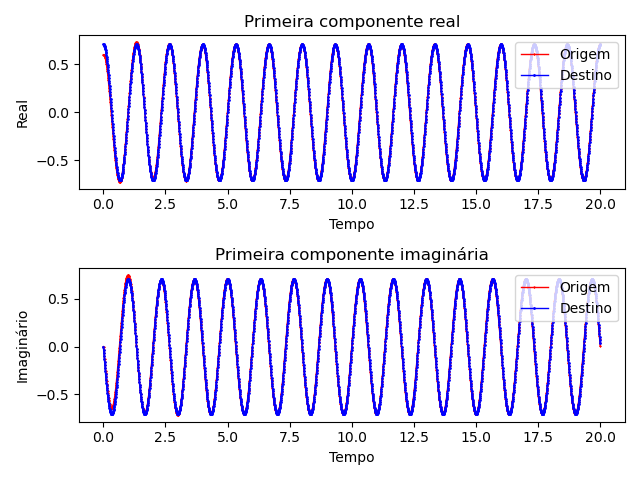 Primeira componente real
0.5
0.0
−0.5
Real
Origem
Destino
0.0 2.5 5.0 7.5 10.0 12.5 15.0 17.5 20.0
Tempo
Primeira componente imaginária
0.5
0.0
−0.5
Imaginário
Origem
Destino
0.0 2.5 5.0 7.5 10.0 12.5 15.0 17.5 20.0
Tempo